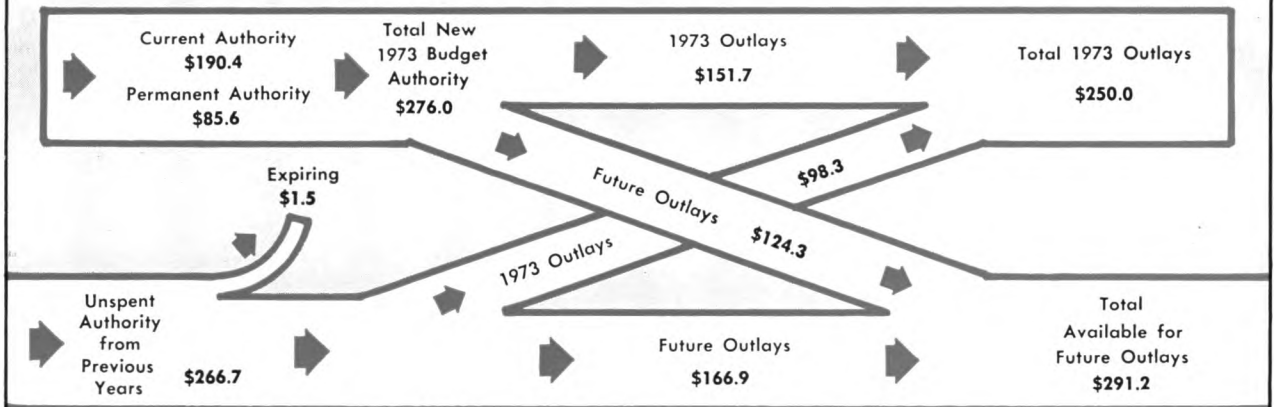 Current Authority
$190.4
Permanent Authority
$85.6
Total New
1973 Budget
Authority
$276.0
1973 Outlays
$151.7
Total 1973 Outlays
$250.0
Future Outlays
$124.3
$98.3
Expiring
$1.5
1973 Outlays
Unspent
Authority
from
Previous
Years
$266.7
Future Outlays
$166.9
Total
Available for
Future Outlays
$291.2